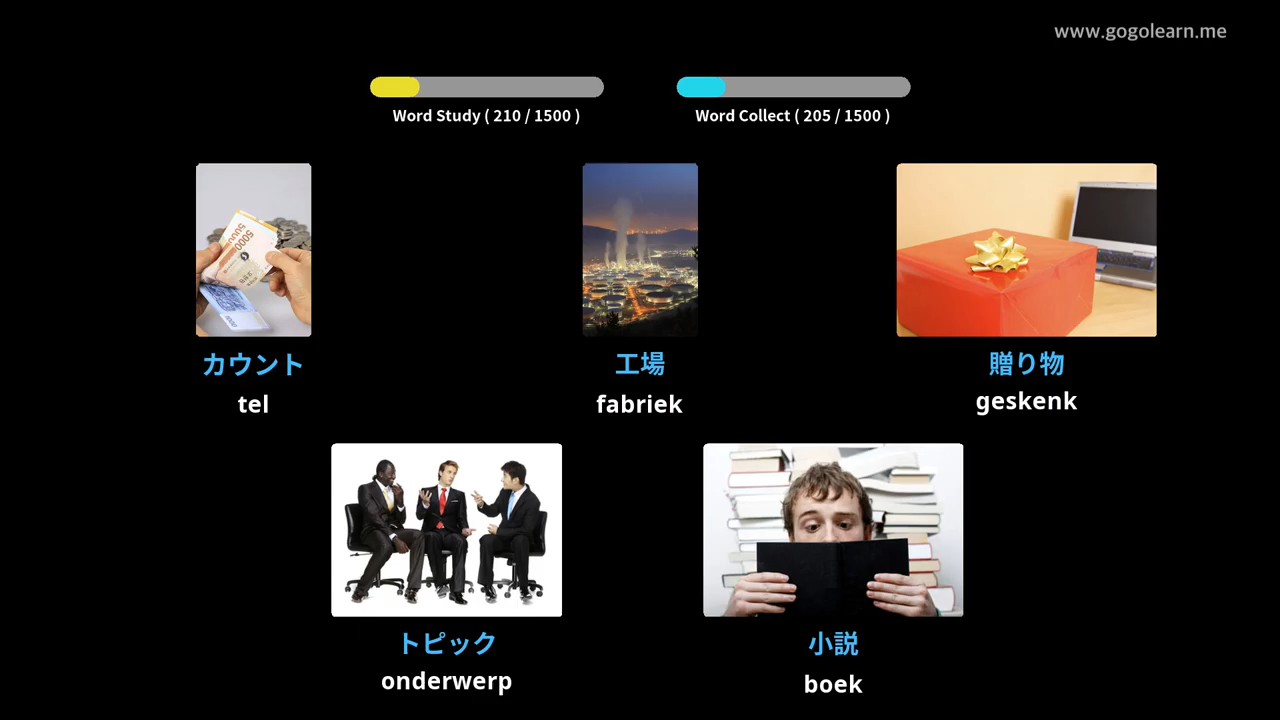 www.gogolearn.me
Word Study ( 210 / 1500 )
Word Collect ( 205 / 1500 )
カウント
tel
工場
fabriek
贈り物
geskenk
トピック
onderwerp
小説
boek